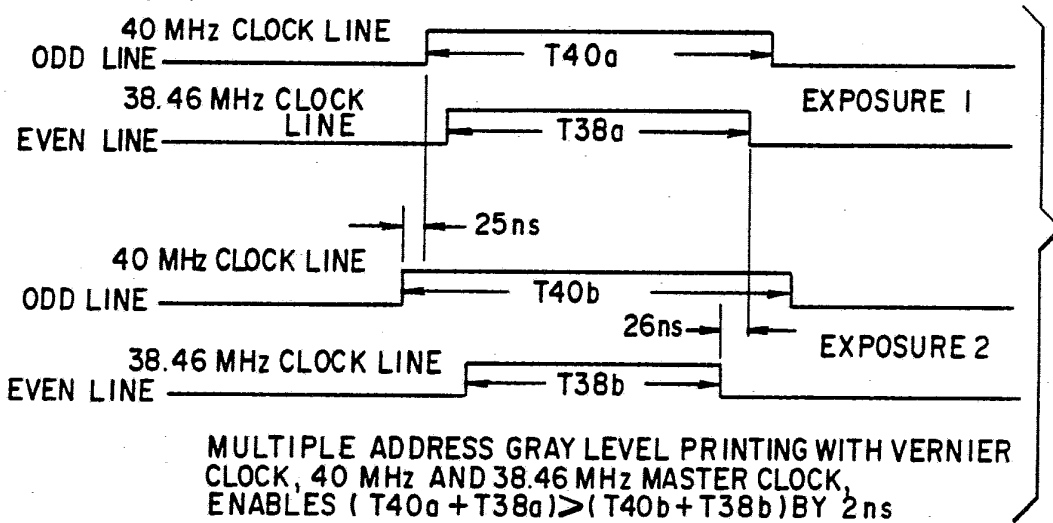 40 MHz CLOCK LINE
ODD LINE
T40a
38.46 MHz CLOCK
LINE
EXPOSURE 1
EVEN LINE
T38a
25ns
40 MHz CLOCK LINE
ODD LINE
T40b
26ns
38.46 MHz CLOCK LINE
EXPOSURE 2
EVEN LINE
T38b
MULTIPLE ADDRESS GRAY LEVEL PRINTING WITH VERNIER
CLOCK, 40 MHz AND 38.46 MHz MASTER CLOCK,
ENABLES (T40a+T38a)>(T40b+T38b) BY 2ns